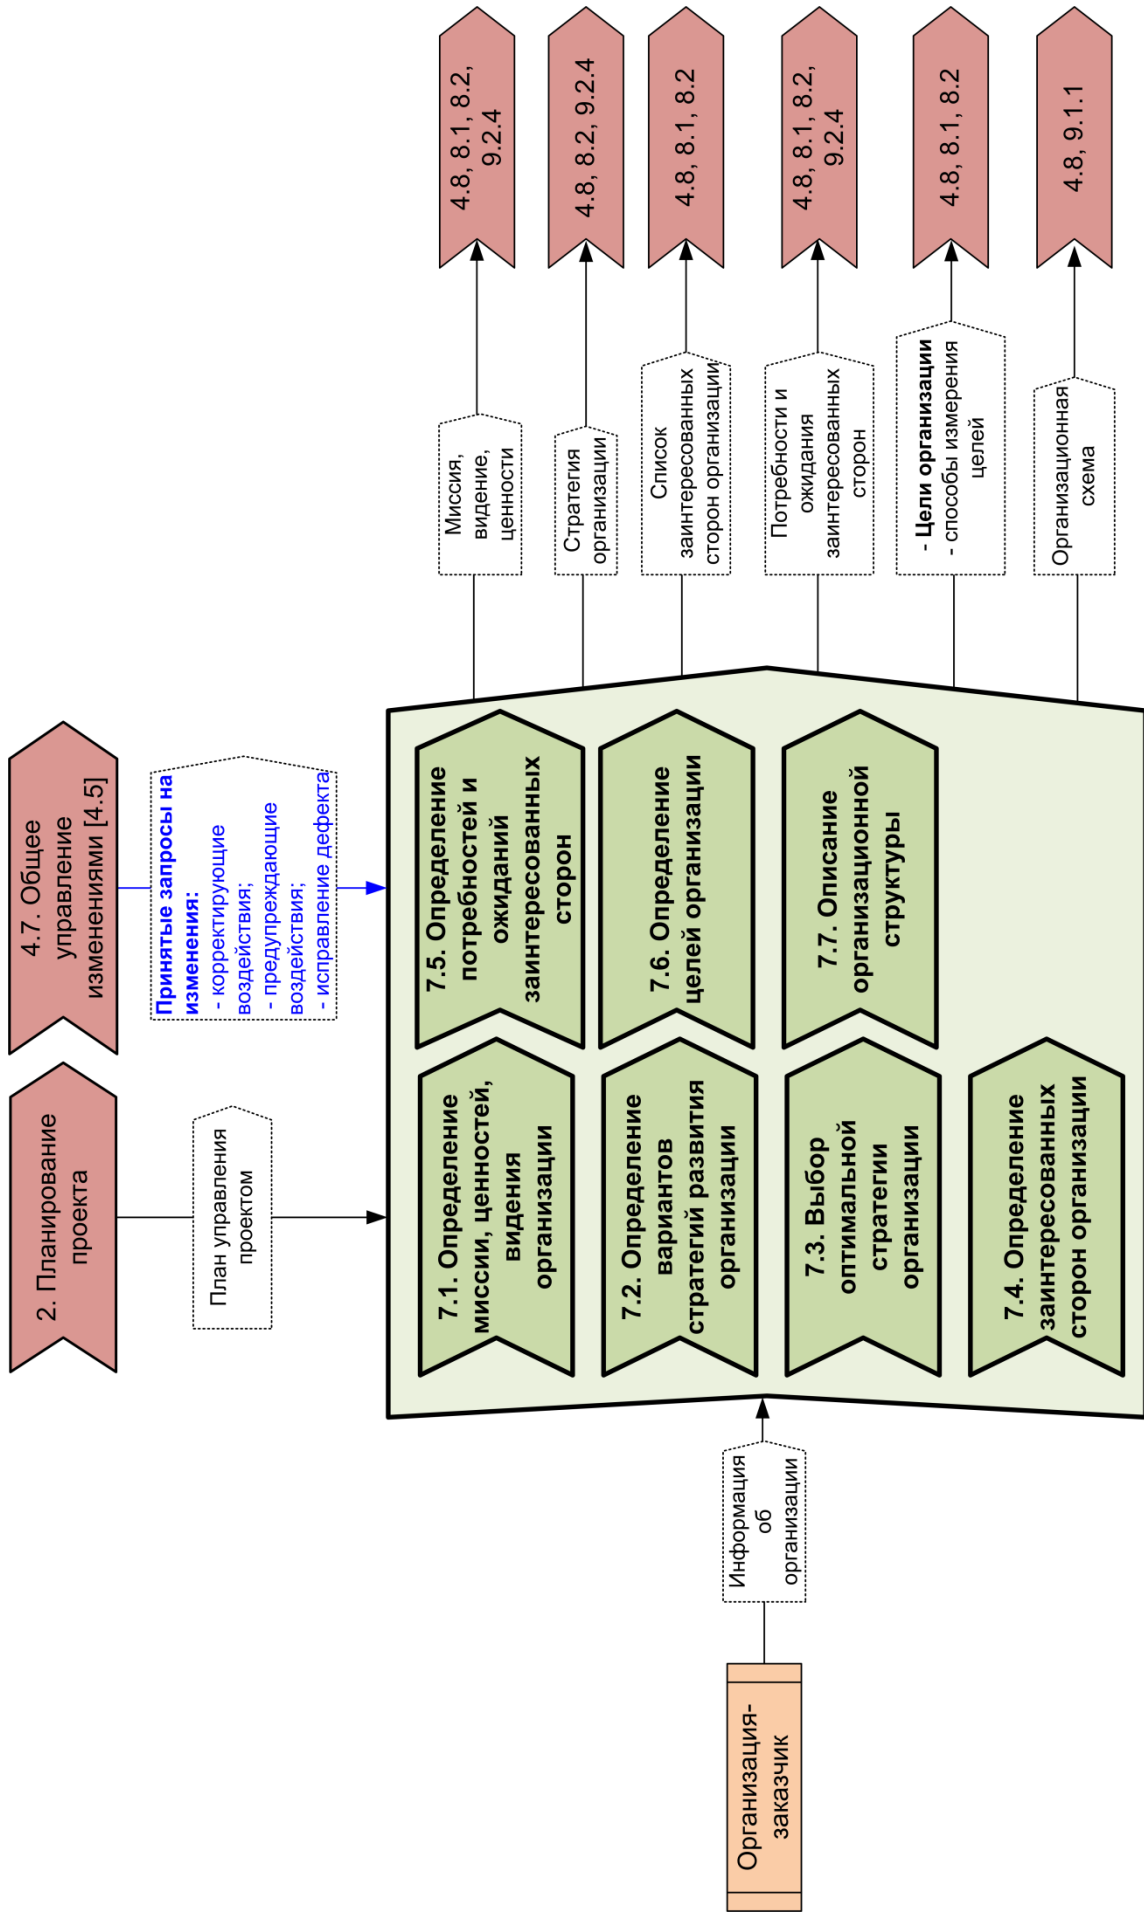 2. Планирование
проекта
4.7. Общее
управление
изменениями [4.5]
План управления
проектом
Принятые запросы на
изменения:
- корректирующие
воздействия;
- предупреждающие
воздействия;
- исправление дефекта
Организация-
заказчик
Информация
об
организации
7.1. Определение
миссии, ценностей,
видения
организации
7.2. Определение
вариантов
стратегий развития
организации
7.3. Выбор
оптимальной
стратегии
организации
7.4. Определение
заинтересованных
сторон организации
7.5. Определение
потребностей и
ожиданий
заинтересованных
сторон
7.6. Определение
целей организации
7.7. Описание
организационной
структуры
Миссия,
видение,
ценности
4.8, 8.1, 8.2,
9.2.4
Стратегия
организации
4.8, 8.2, 9.2.4
Список
заинтересованных
сторон организации
4.8, 8.1, 8.2
Потребности и
ожидания
заинтересованных
сторон
4.8, 8.1, 8.2,
9.2.4
- Цели организации
- способы измерения
целей
4.8, 8.1, 8.2
Организационная
схема
4.8, 9.1.1